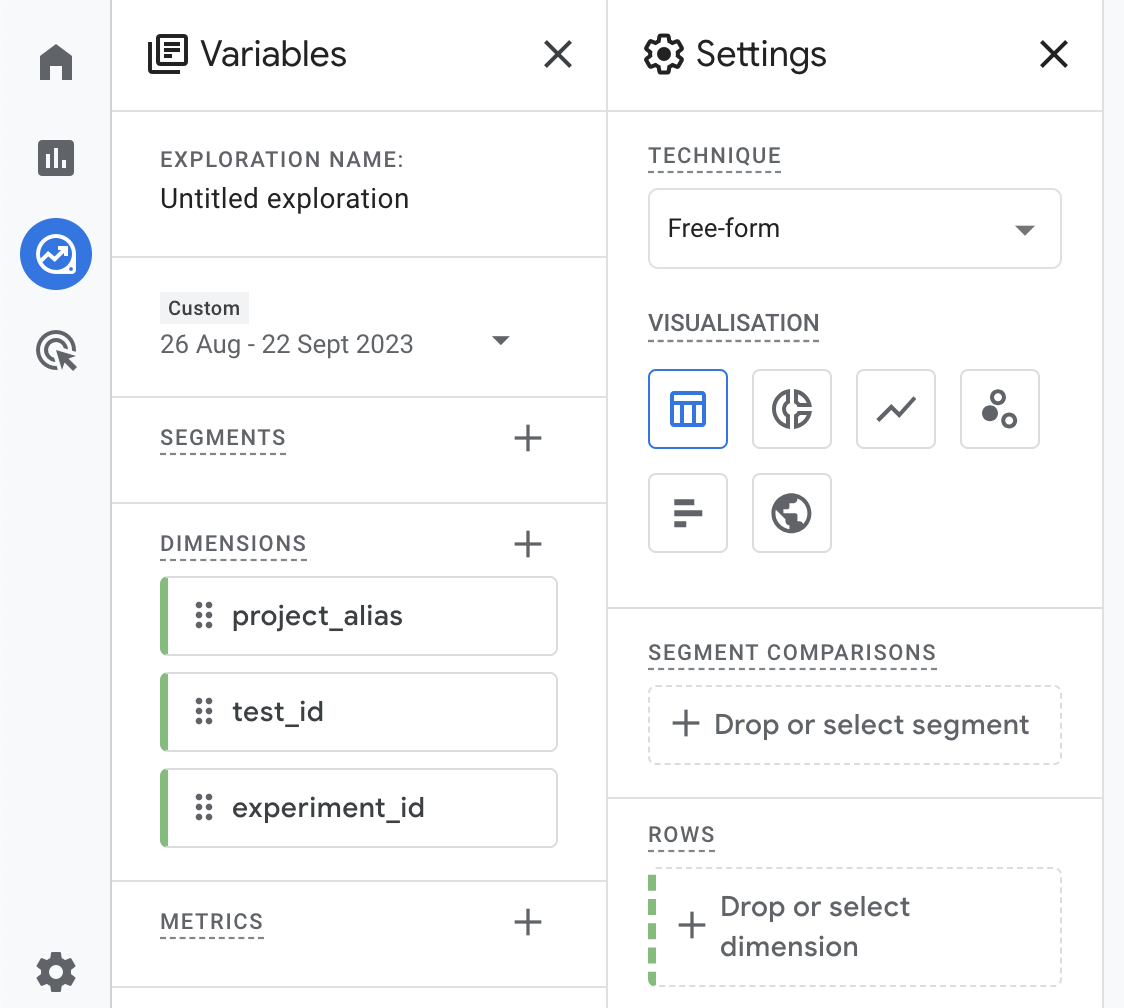 Variables
EXPLORATION NAME:
Untitled exploration
Custom
26 Aug - 22 Sept 2023
SEGMENTS
DIMENSIONS
project_alias
test_id
experiment_id
METRICS
Settings
TECHNIQUE
Free-form
VISUALISATION
SEGMENT COMPARISONS
Drop or select segment
ROWS
Drop or select
dimension